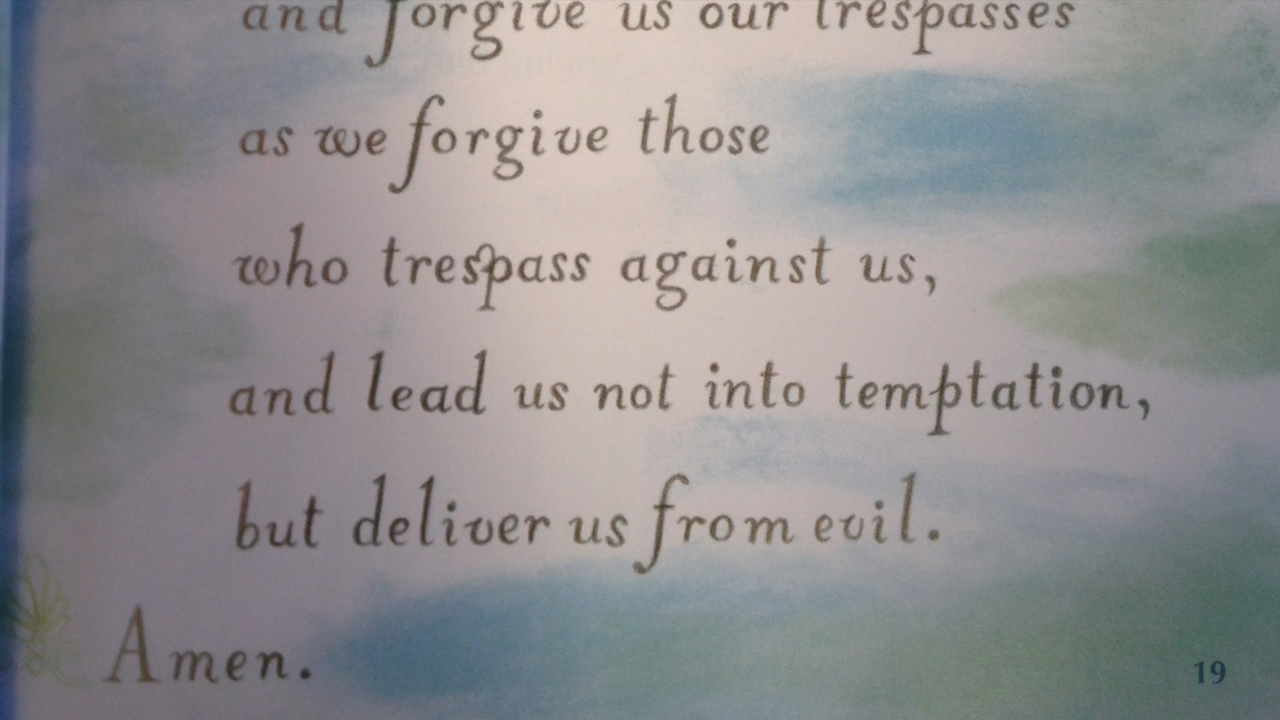 and forgive us our trespasses
as we forgive those
who trespass against us,
and lead us not into temptation,
but deliver us from evil.
Amen.
19